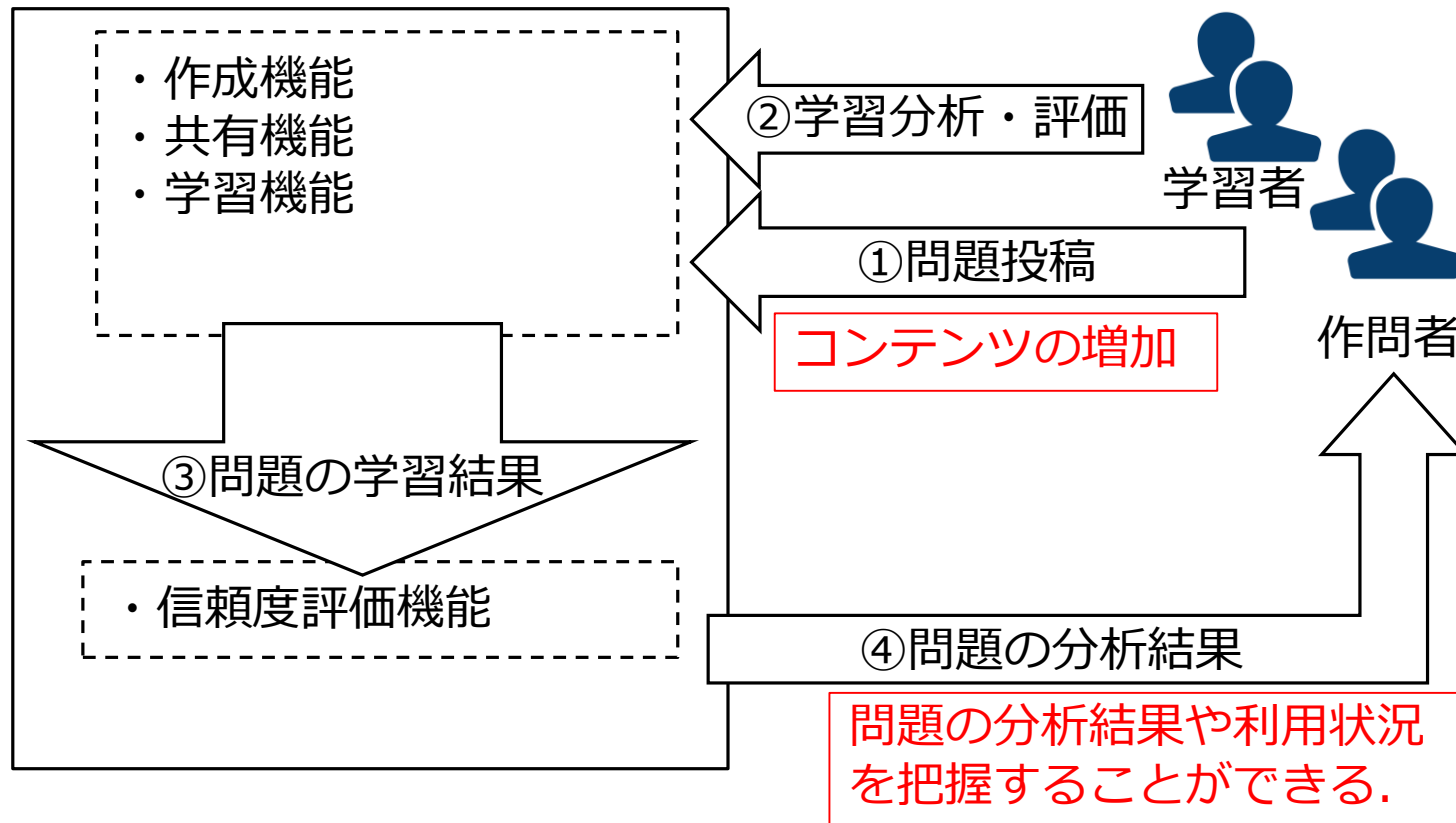 ・作成機能
・共有機能
・学習機能
②学習分析・評価
学習者
①問題投稿
コンテンツの増加
作問者
③問題の学習結果
・信頼度評価機能
④問題の分析結果
問題の分析結果や利用状況
を把握することができる.